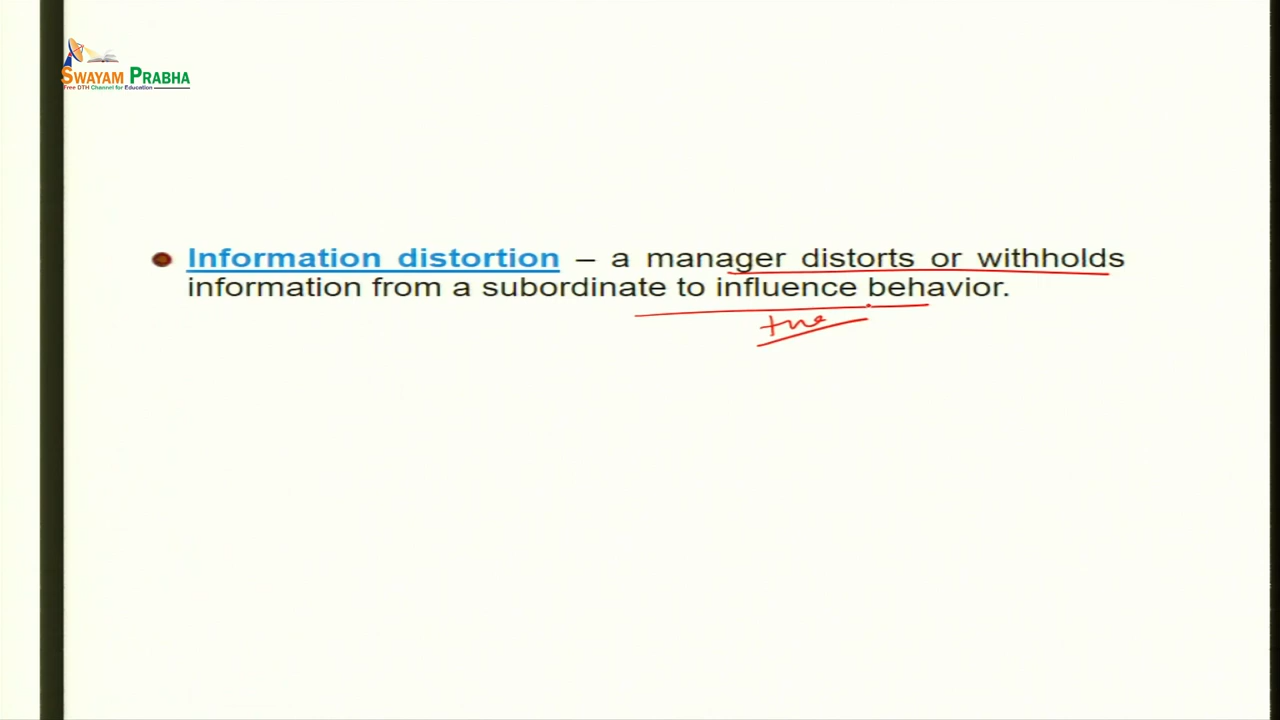 SWAYAM PRABHA
Free DTH Channel for Education
Information distortion – a manager distorts or withholds
information from a subordinate to influence behavior.